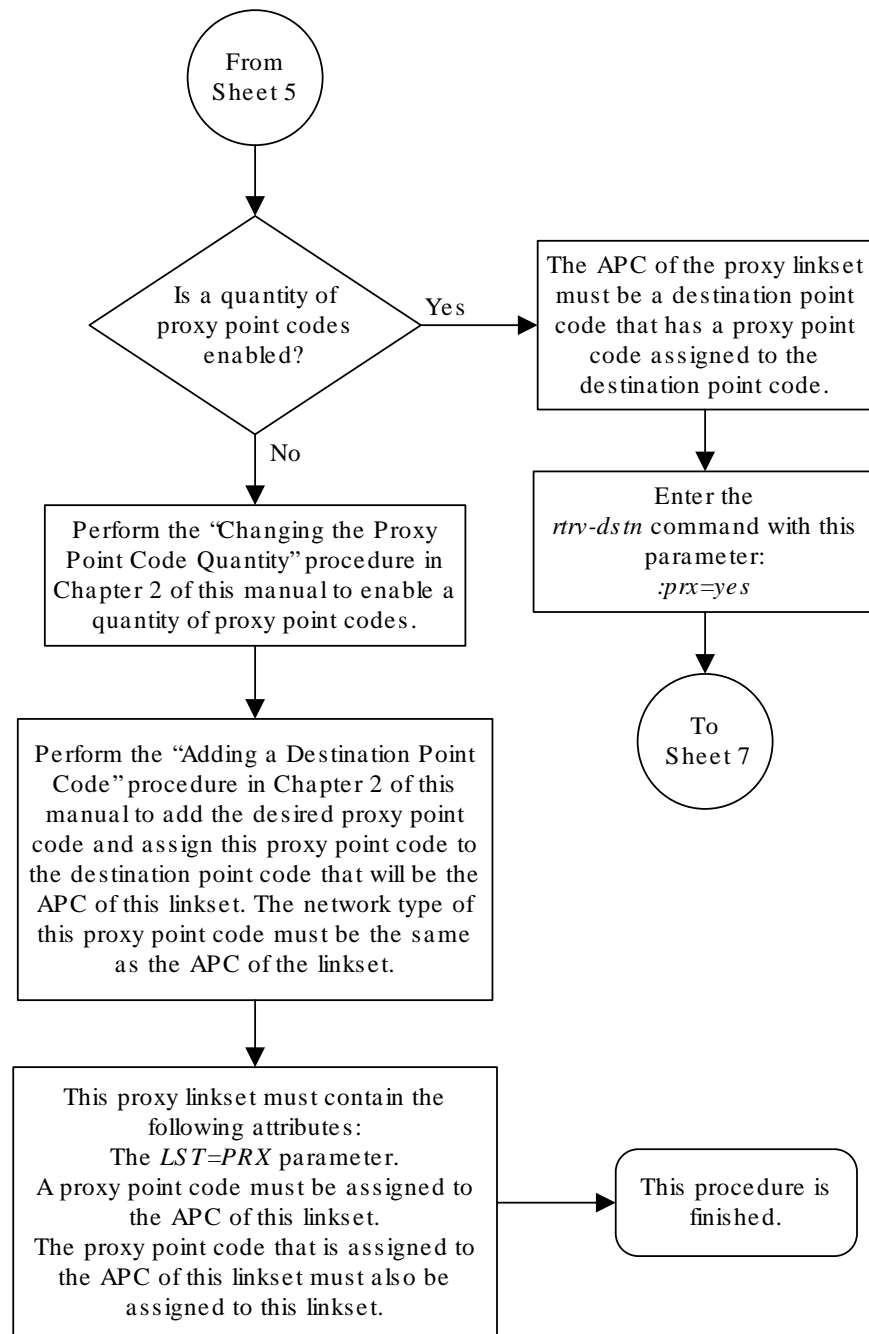 From
Sheet 5
Is a quantity of
proxy point codes
enabled?
Yes
The APC of the proxy linkset
must be a destination point
code that has a proxy point
code assigned to the
destination point code.
No
Enter the
rtrv-dstn command with this
parameter:
:prx=yes
Perform the “Changing the Proxy
Point Code Quantity” procedure in
Chapter 2 of this manual to enable a
quantity of proxy point codes.
To
Sheet 7
Perform the “Adding a Destination Point
Code” procedure in Chapter 2 of this
manual to add the desired proxy point
code and assign this proxy point code to
the destination point code that will be the
APC of this linkset. The network type of
this proxy point code must be the same
as the APC of the linkset.
This proxy linkset must contain the
following attributes:
The LST=PRX parameter.
A proxy point code must be assigned to
the APC of this linkset.
The proxy point code that is assigned to
the APC of this linkset must also be
assigned to this linkset.
This procedure is
finished.